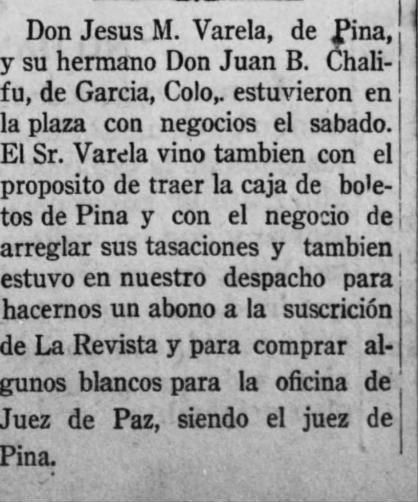 Don Jesus M. Varela, de Pina,
y su hermano Don Juan B. Chali-
fu, de Garcia, Colo,. estuvieron en
la plaza con negocios el sabado.
El Sr. Varela vino tambien con el
proposito de traer la caja de bole-
tos de Pina y con el negocio de
arreglar sus tasaciones y tambien
estuvo en nuestro despacho para
hacernos un abono a la suscrición
de La Revista y para comprar al-
gunos blancos para la oficina de
Juez de Paz, siendo el juez de
Pina.